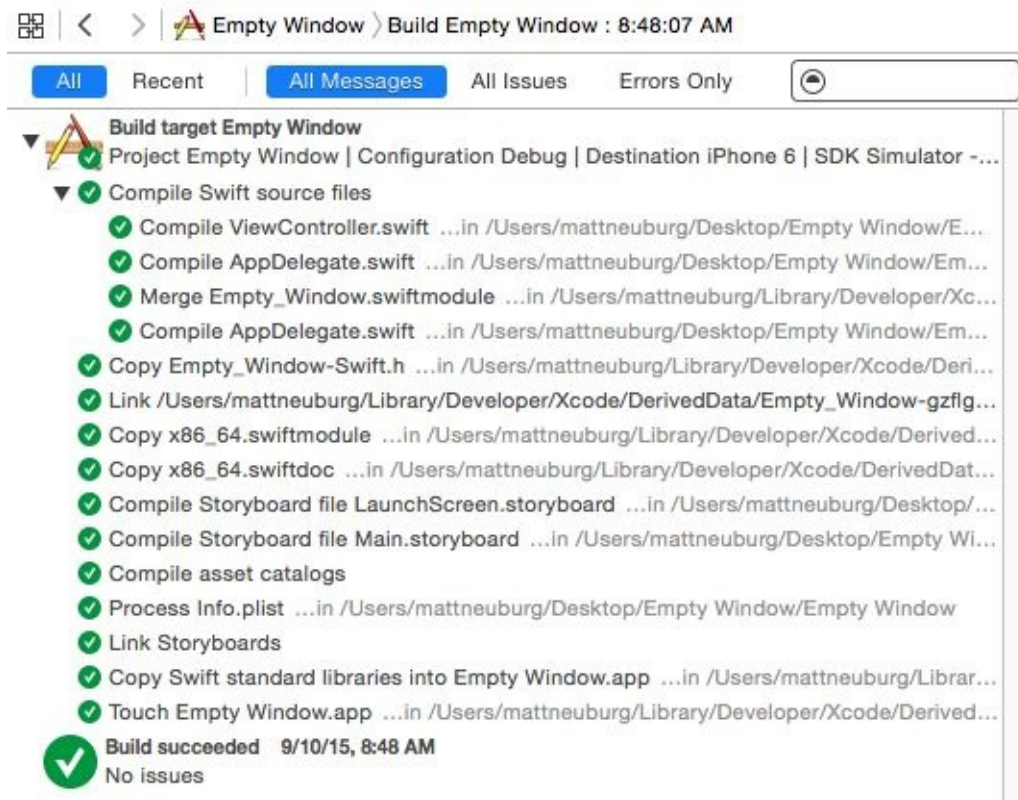 Empty Window 〉Build Empty Window : 8:48:07 AM
All Recent All Messages All Issues Errors Only
Build target Empty Window
Project Empty Window | Configuration Debug | Destination iPhone 6 | SDK Simulator -...
Compile Swift source files
Compile ViewController.swift ...in /Users/mattneuburg/Desktop/Empty Window/E...
Compile AppDelegate.swift ...in /Users/mattneuburg/Desktop/Empty Window/Em...
Merge Empty_Window.swiftmodule ...in /Users/mattneuburg/Library/Developer/Xc...
Compile AppDelegate.swift ...in /Users/mattneuburg/Desktop/Empty Window/Em...
Copy Empty_Window-Swift.h ...in /Users/mattneuburg/Library/Developer/Xcode/Deri...
Link /Users/mattneuburg/Library/Developer/Xcode/DerivedData/Empty_Window-gzflg...
Copy x86_64.swiftmodule ...in /Users/mattneuburg/Library/Developer/Xcode/Derived...
Copy x86_64.swiftdoc ...in /Users/mattneuburg/Library/Developer/Xcode/DerivedDat...
Compile Storyboard file LaunchScreen.storyboard ...in /Users/mattneuburg/Desktop/...
Compile Storyboard file Main.storyboard ...in /Users/mattneuburg/Desktop/Empty Wi...
Compile asset catalogs
Process Info.plist ...in /Users/mattneuburg/Desktop/Empty Window/Empty Window
Link Storyboards
Copy Swift standard libraries into Empty Window.app ...in /Users/mattneuburg/Librar...
Touch Empty Window.app ...in /Users/mattneuburg/Library/Developer/Xcode/Derived...
Build succeeded 9/10/15, 8:48 AM
No issues